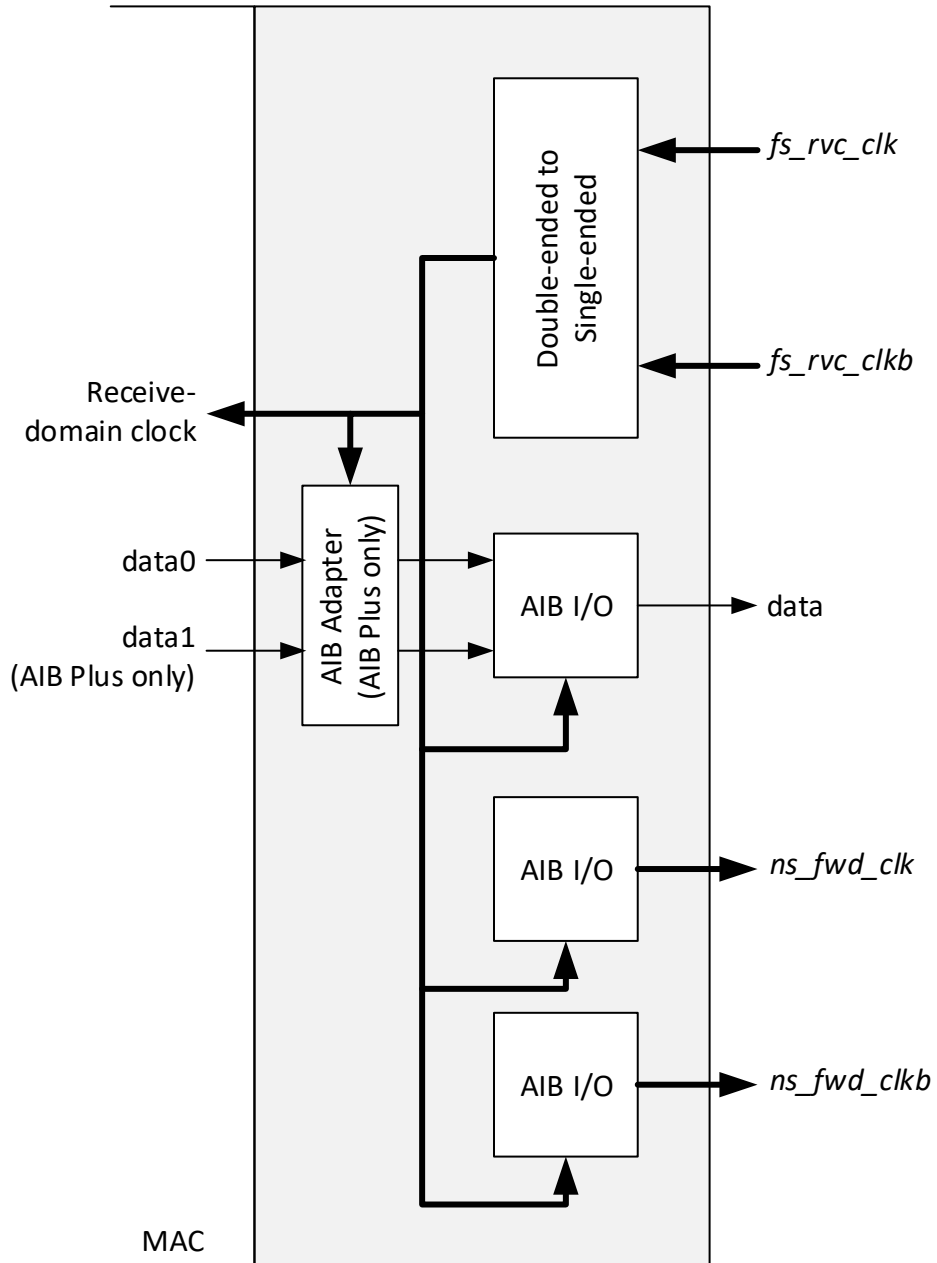 fs_rvc_clk
Double-ended to
Single-ended
fs_rvc_clkb
Receive-
domain clock
AIB Adapter
(AIB Plus only)
data0
data1
(AIB Plus only)
AIB I/O
data
AIB I/O
ns_fwd_clk
AIB I/O
ns_fwd_clkb
MAC